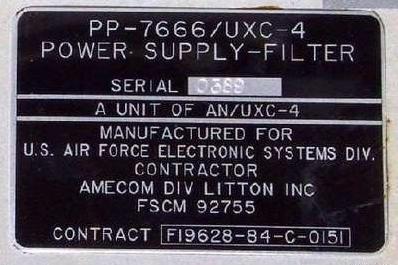 PP-7666/UXC-4
POWER SUPPLY-FILTER
SERIAL 0389
A UNIT OF AN/UXC-4
MANUFACTURED FOR
U.S. AIR FORCE ELECTRONIC SYSTEMS DIV.
CONTRACTOR
AMECOM DIV LITTON INC
FSCM 92755
CONTRACT F19628-84-C-0151